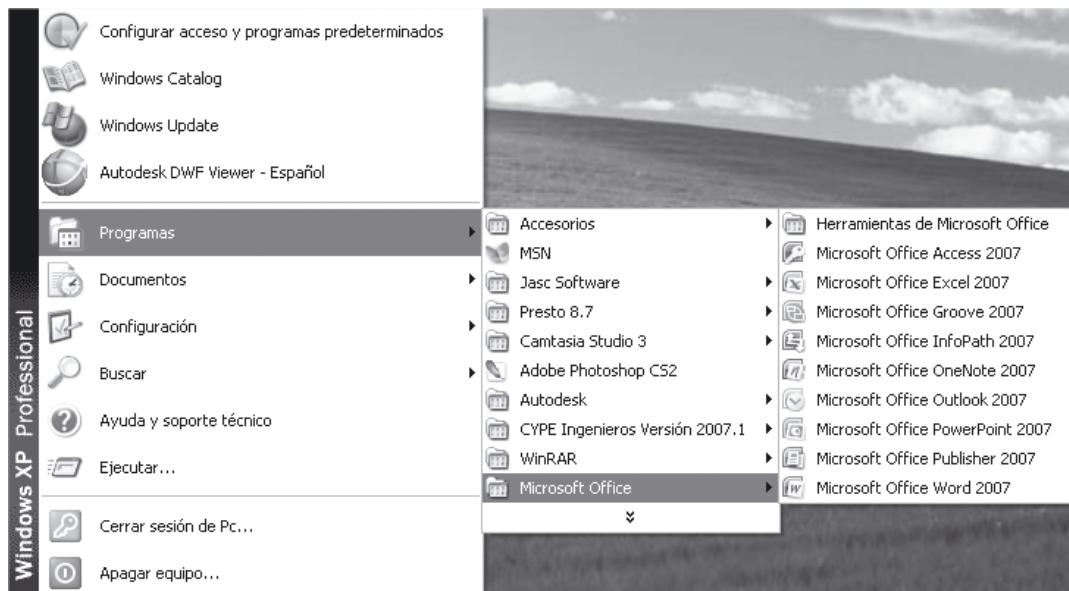 Configurar acceso y programas predeterminados
Windows Catalog
Windows Update
Autodesk DWF Viewer - Español
Programas
Documentos
Configuración
Buscar
Ayuda y soporte técnico
Ejecutar...
Cerrar sesión de Pc...
Apagar equipo...
Windows XP Professional
Accesorios
MSN
Jasc Software
Presto 8.7
Camtasia Studio 3
Adobe Photoshop CS2
Autodesk
CYPE Ingenieros Versión 2007.1
WinRAR
Microsoft Office
Herramientas de Microsoft Office
Microsoft Office Access 2007
Microsoft Office Excel 2007
Microsoft Office Groove 2007
Microsoft Office InfoPath 2007
Microsoft Office OneNote 2007
Microsoft Office Outlook 2007
Microsoft Office PowerPoint 2007
Microsoft Office Publisher 2007
Microsoft Office Word 2007